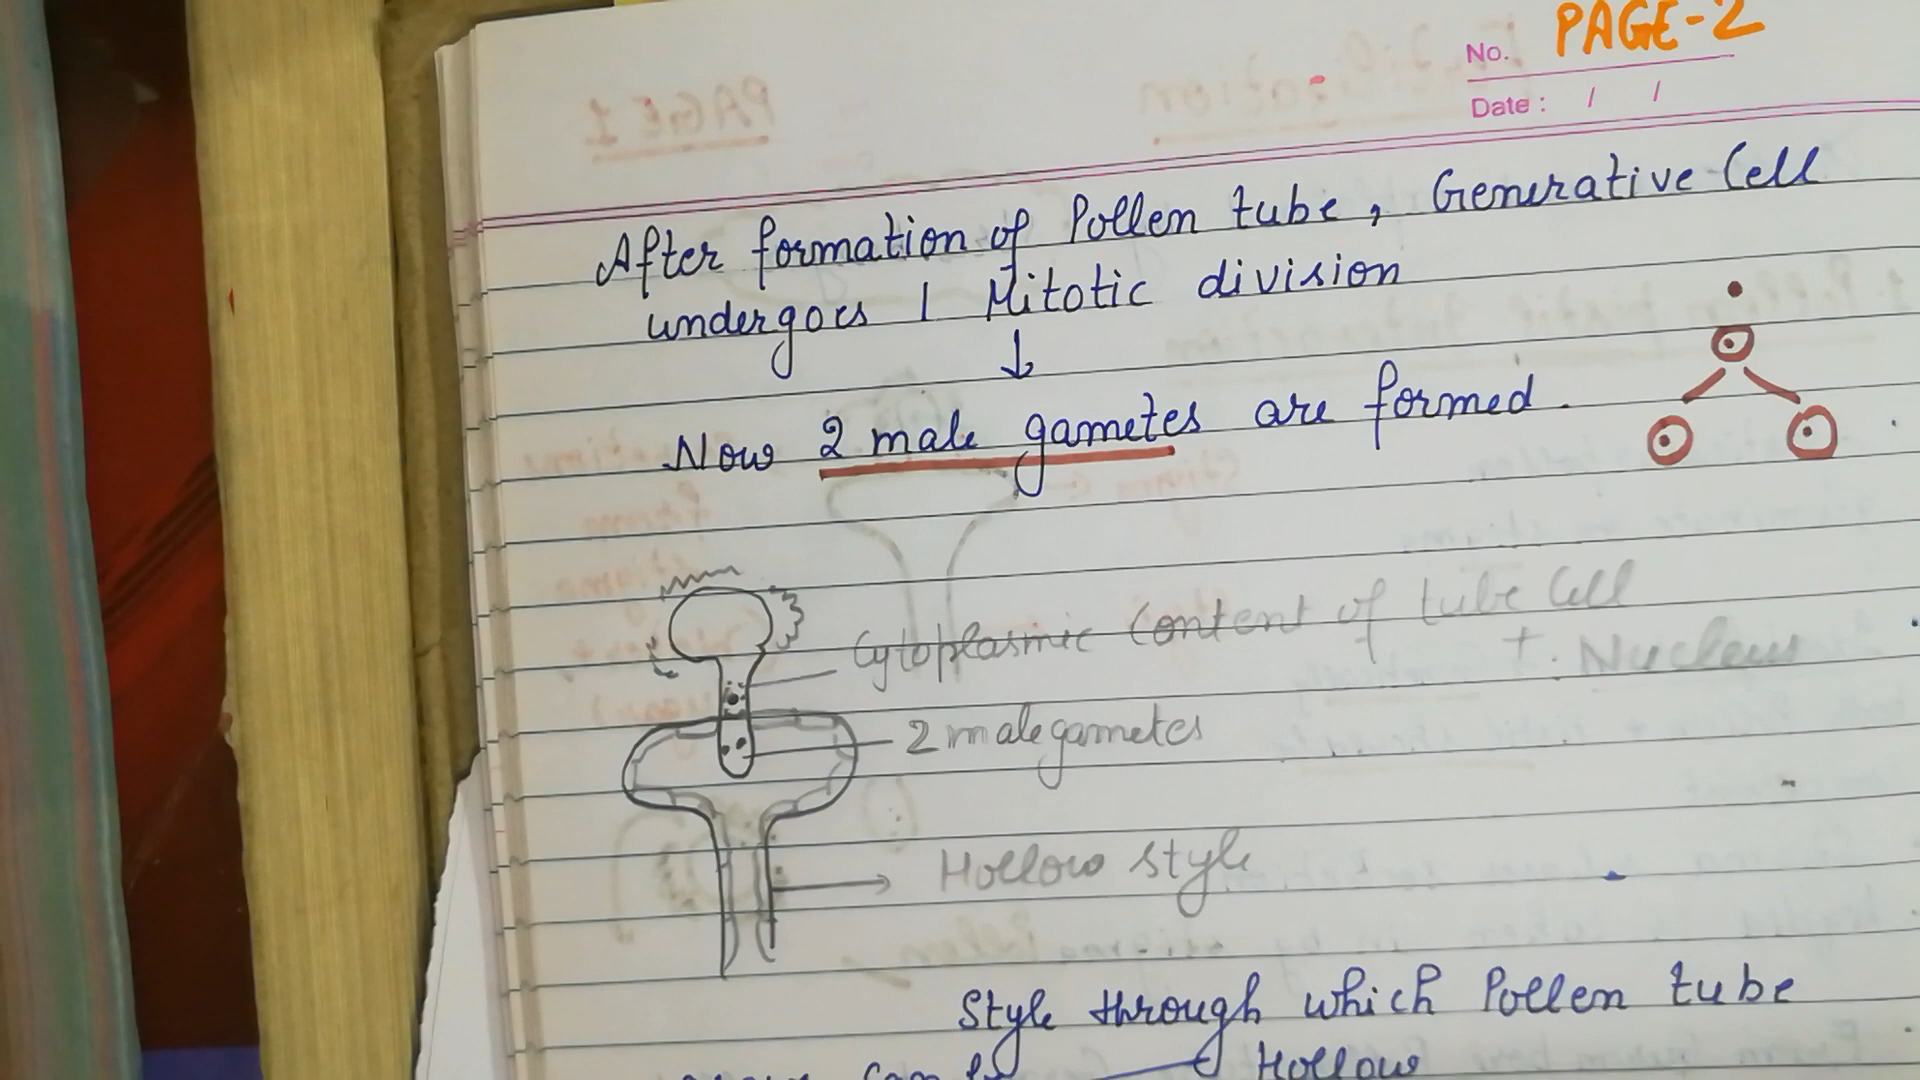 PAGE-2
No.
Date : / /
After formation of Pollen tube, Generative Cell
undergoes 1 Mitotic division
↓
Now 2 male gametes are formed.
Cytoplasmic Content of tube Cell
+ Nucleus
2 male gametes
Hollow style
Style through which Pollen tube
can be Hollow